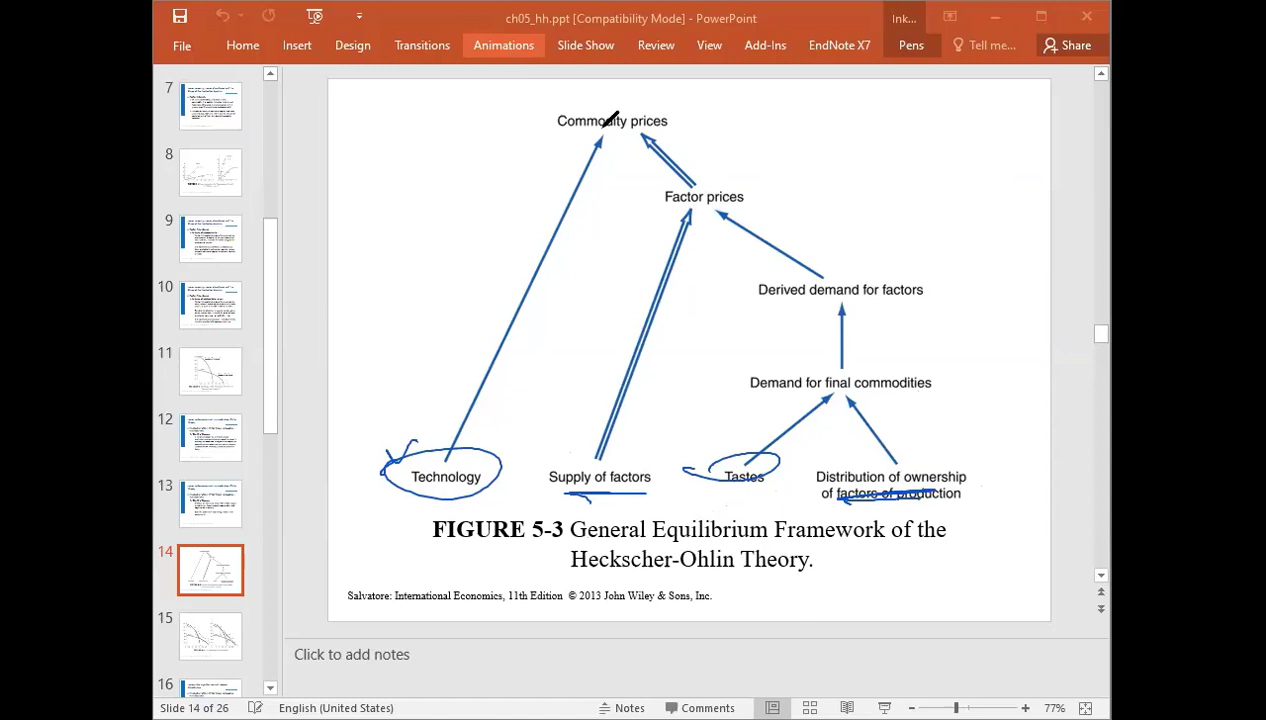 ch05_hh.ppt [Compatibility Mode] - PowerPoint
Ink...
File
Home
Insert
Design
Transitions
Animations
Slide Show
Review
View
Add-Ins
EndNote X7
Pens
Tell me...
Share
7
8
9
10
11
12
13
14
15
16
Commodity prices
Factor prices
Derived demand for factors
Demand for final commodities
Technology
Supply of factors
Tastes
Distribution of ownership
of factors of production
FIGURE 5-3 General Equilibrium Framework of the
Heckscher-Ohlin Theory.
Salvatore: International Economics, 11th Edition © 2013 John Wiley & Sons, Inc.
Click to add notes
Slide 14 of 26
English (United States)
Notes
Comments
77%